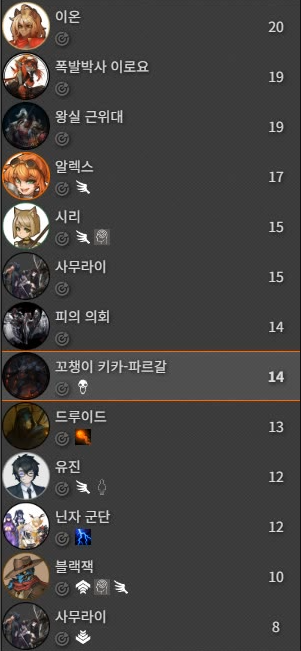 이온
20
폭발박사 이로요
19
왕실 근위대
19
알렉스
17
시리
15
사무라이
15
피의 의회
14
꼬챙이 키카-파르갈
14
드루이드
13
유진
12
닌자 군단
12
블랙잭
10
사무라이
8